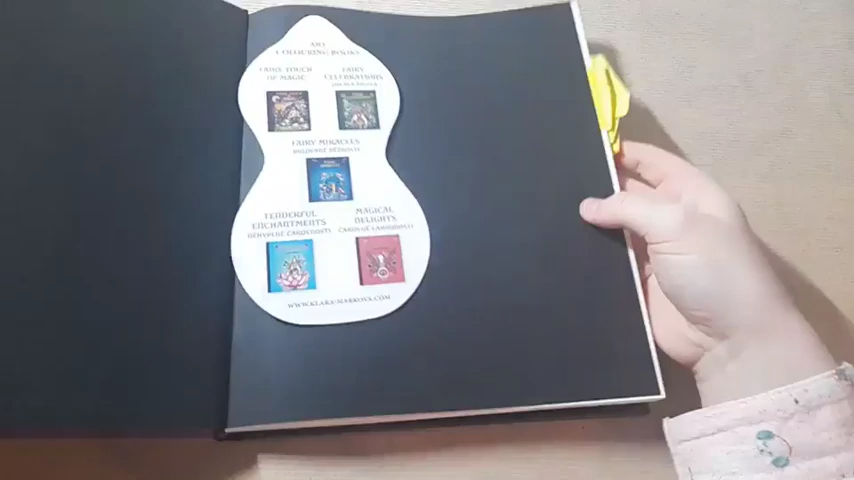 ART
COLOURING BOOKS
FAIRY TOUCH
OF MAGIC
FAIRY
CELEBRATIONS
FAIRY MIRACLES
TENDERFUL
ENCHANTMENTS
MAGICAL
DELIGHTS
WWW.KLARA-MARKOVA.COM